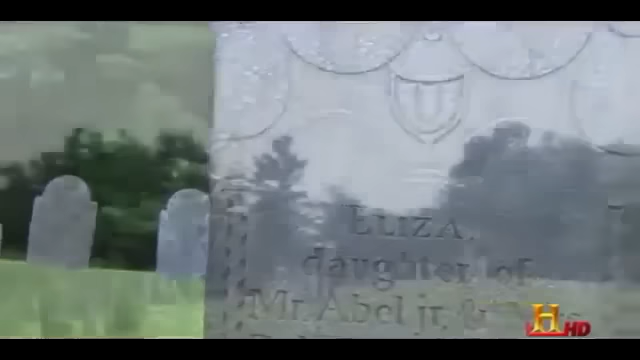 U
ELIZA,
daughter of
Mr. Abel jr. &
H HD